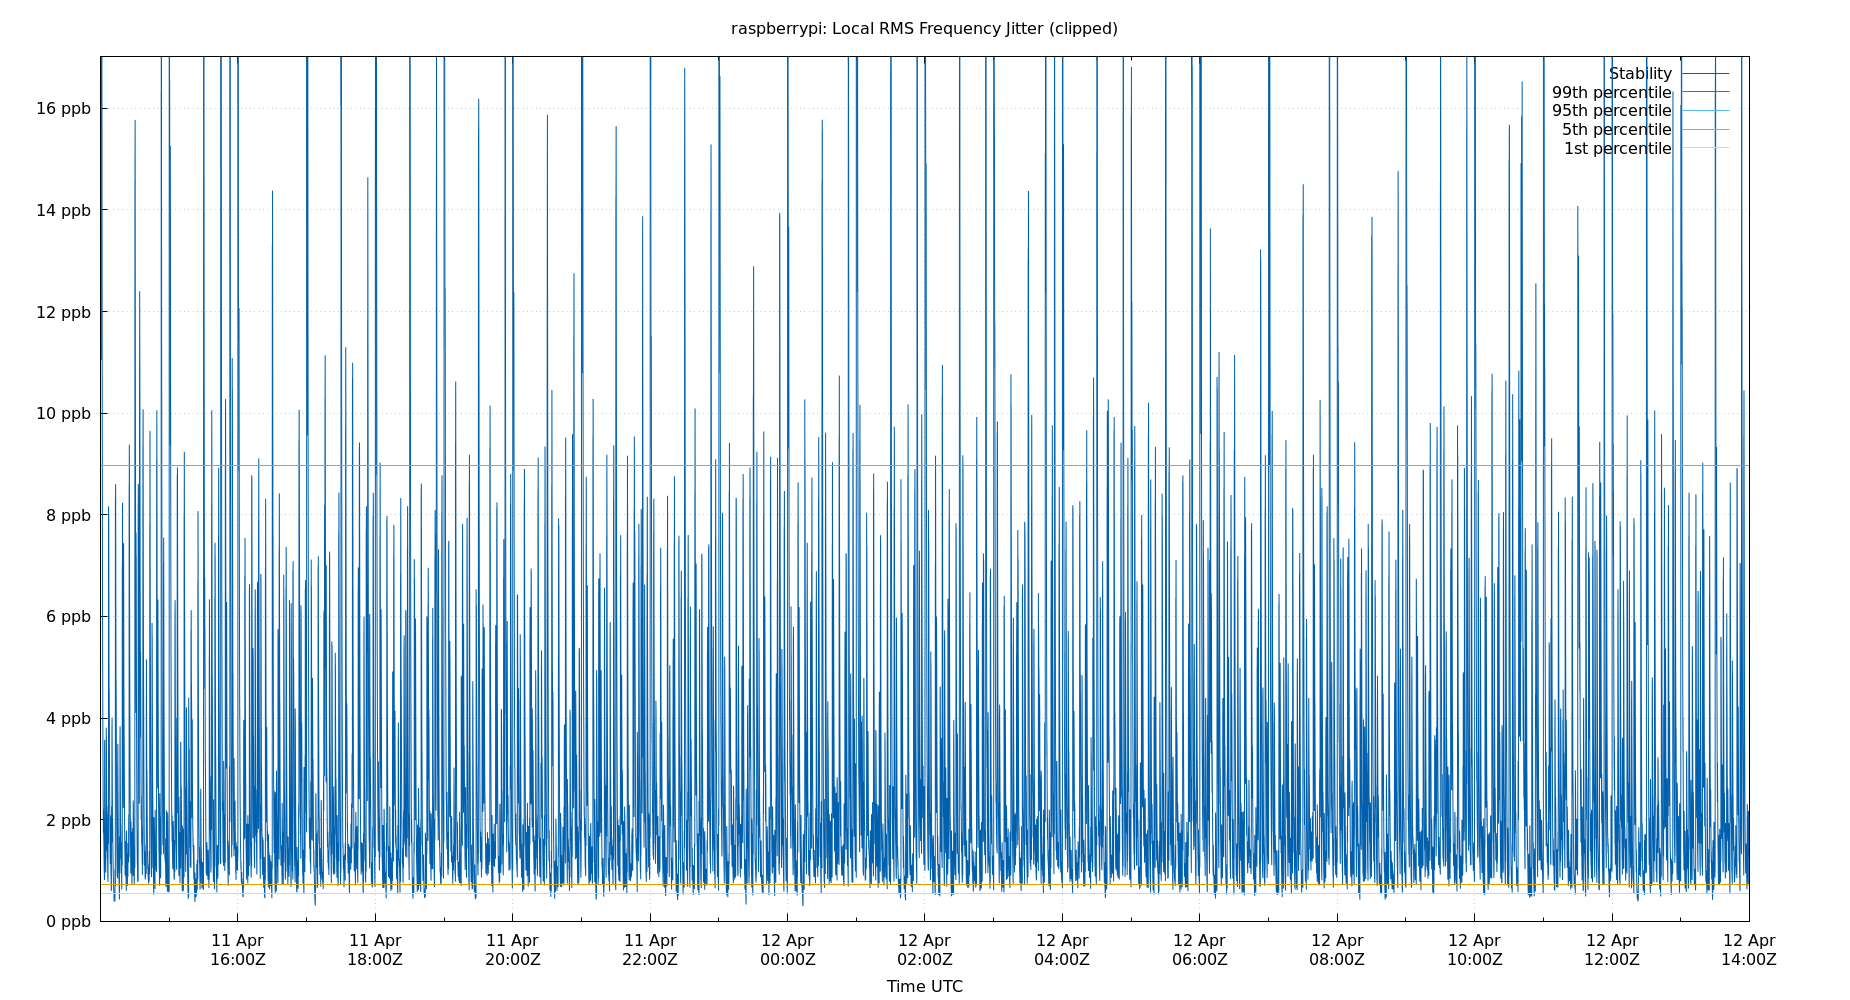 raspberrypi: Local RMS Frequency Jitter (clipped)
Stability
99th percentile
95th percentile
5th percentile
1st percentile
16 ppb
14 ppb
12 ppb
10 ppb
8 ppb
6 ppb
4 ppb
2 ppb
0 ppb
11 Apr 11 Apr 11 Apr 11 Apr 12 Apr 12 Apr 12 Apr 12 Apr 12 Apr 12 Apr 12 Apr 12 Apr
16:00Z 18:00Z 20:00Z 22:00Z 00:00Z 02:00Z 04:00Z 06:00Z 08:00Z 10:00Z 12:00Z 14:00Z
Time UTC